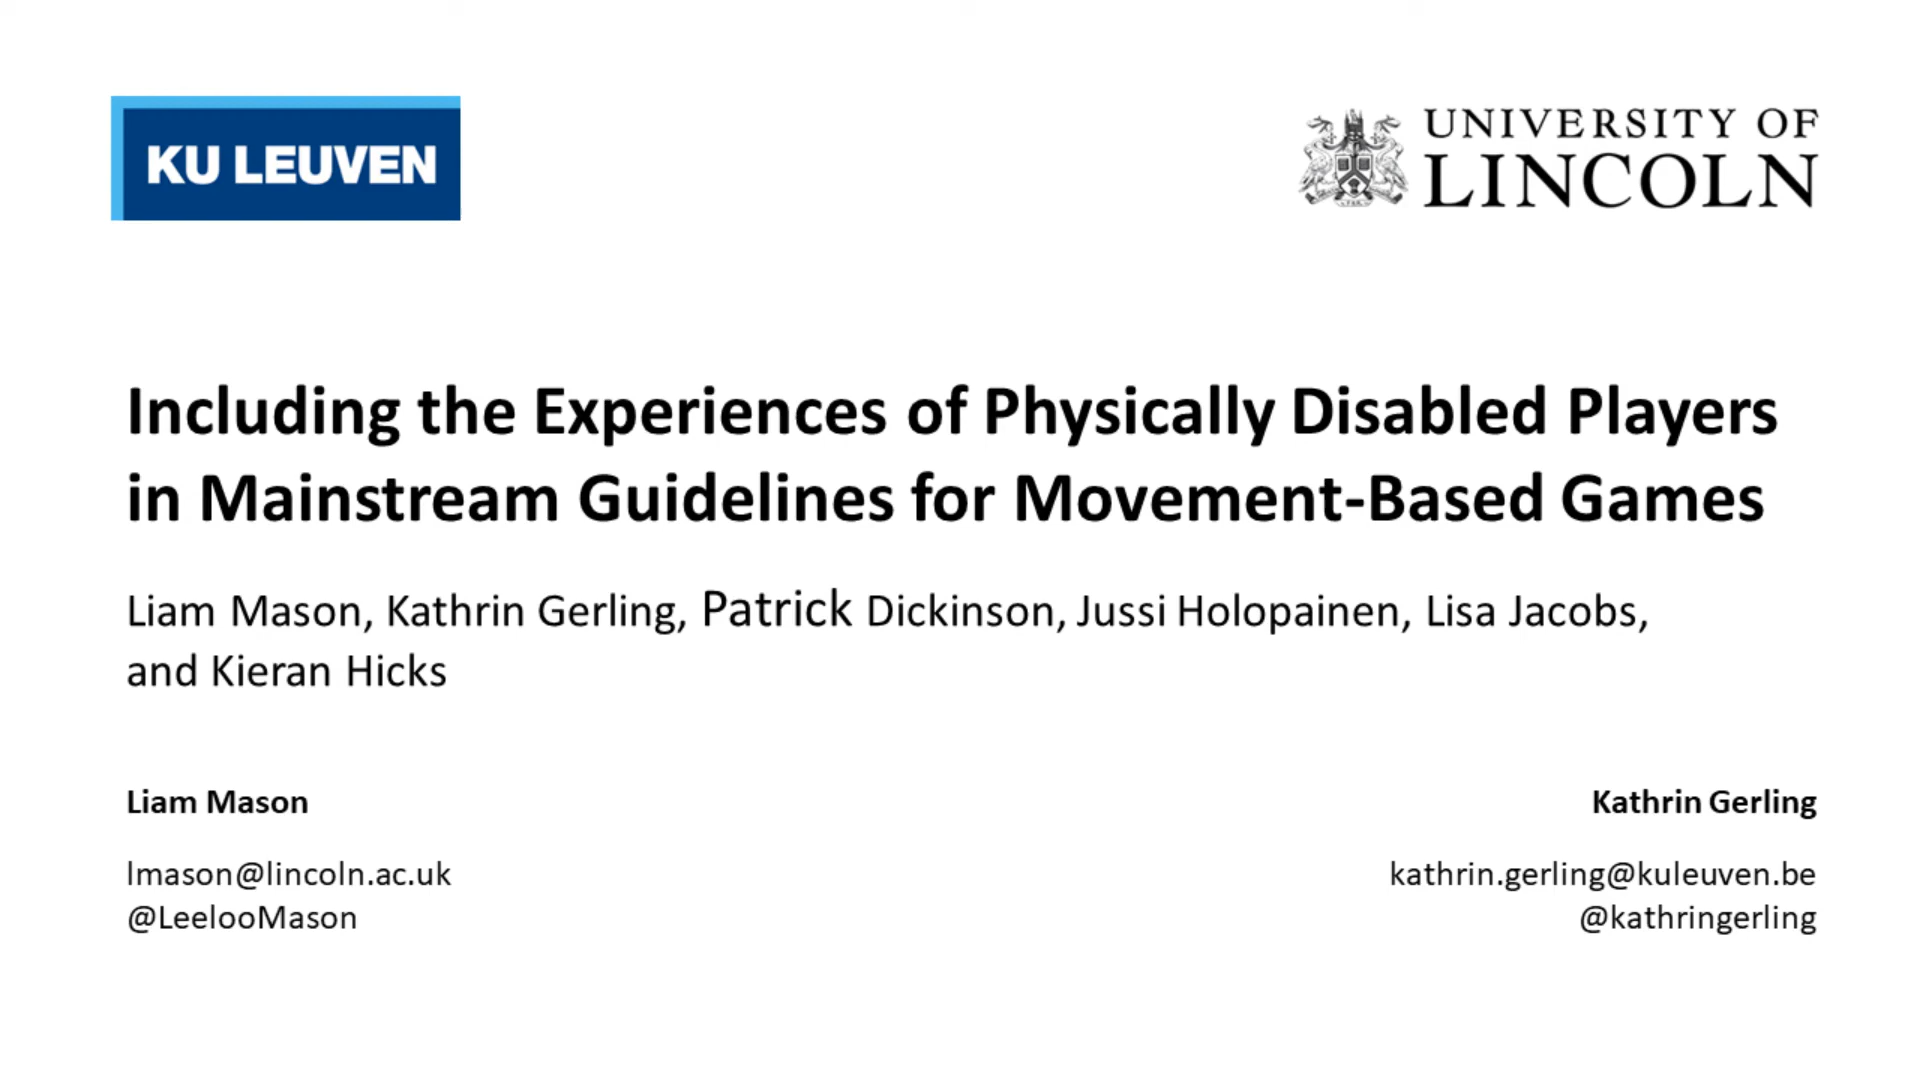 KU LEUVEN
UNIVERSITY OF
LINCOLN
Including the Experiences of Physically Disabled Players
in Mainstream Guidelines for Movement-Based Games
Liam Mason, Kathrin Gerling, Patrick Dickinson, Jussi Holopainen, Lisa Jacobs,
and Kieran Hicks
Liam Mason
lmason@lincoln.ac.uk
@LeelooMason
Kathrin Gerling
kathrin.gerling@kuleuven.be
@kathringerling